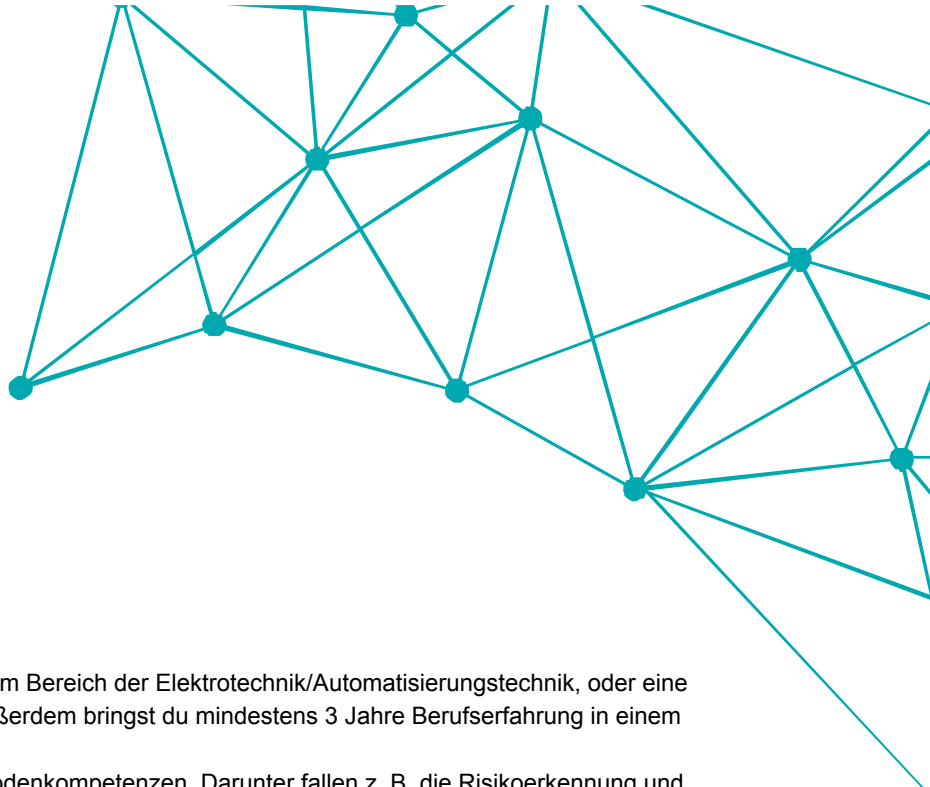 m Bereich der Elektrotechnik/Automatisierungstechnik, oder eine
ßerdem bringst du mindestens 3 Jahre Berufserfahrung in einem
odenkompetenzen. Darunter fallen z. B. die Risikoerkennung und